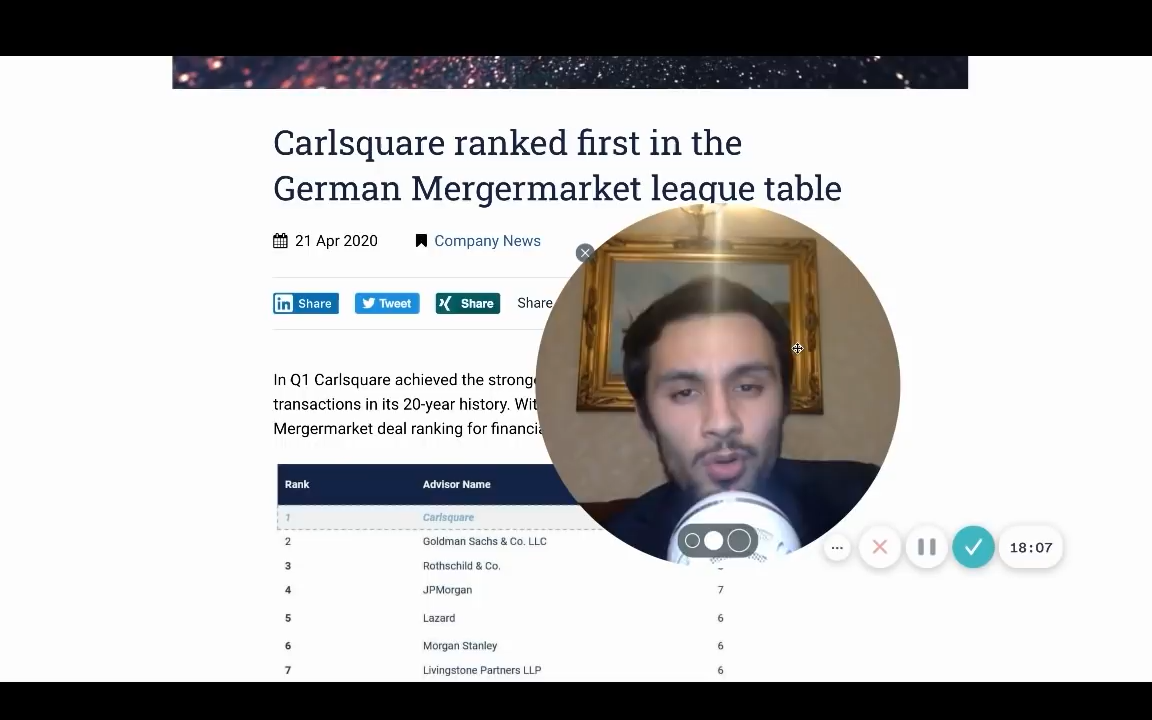 Carlsquare ranked first in the
German Mergermarket league table
21 Apr 2020 Company News
in Share Tweet Share Share
In Q1 Carlsquare achieved the
transactions in its 20-year history.
Mergermarket deal ranking for
Rank Advisor Name
1 Carlsquare
2 Goldman Sachs & Co. LLC
3 Rothschild & Co.
4 JPMorgan 7
5 Lazard 6
6 Morgan Stanley 6
7 Livingstone Partners LLP 6
18:07